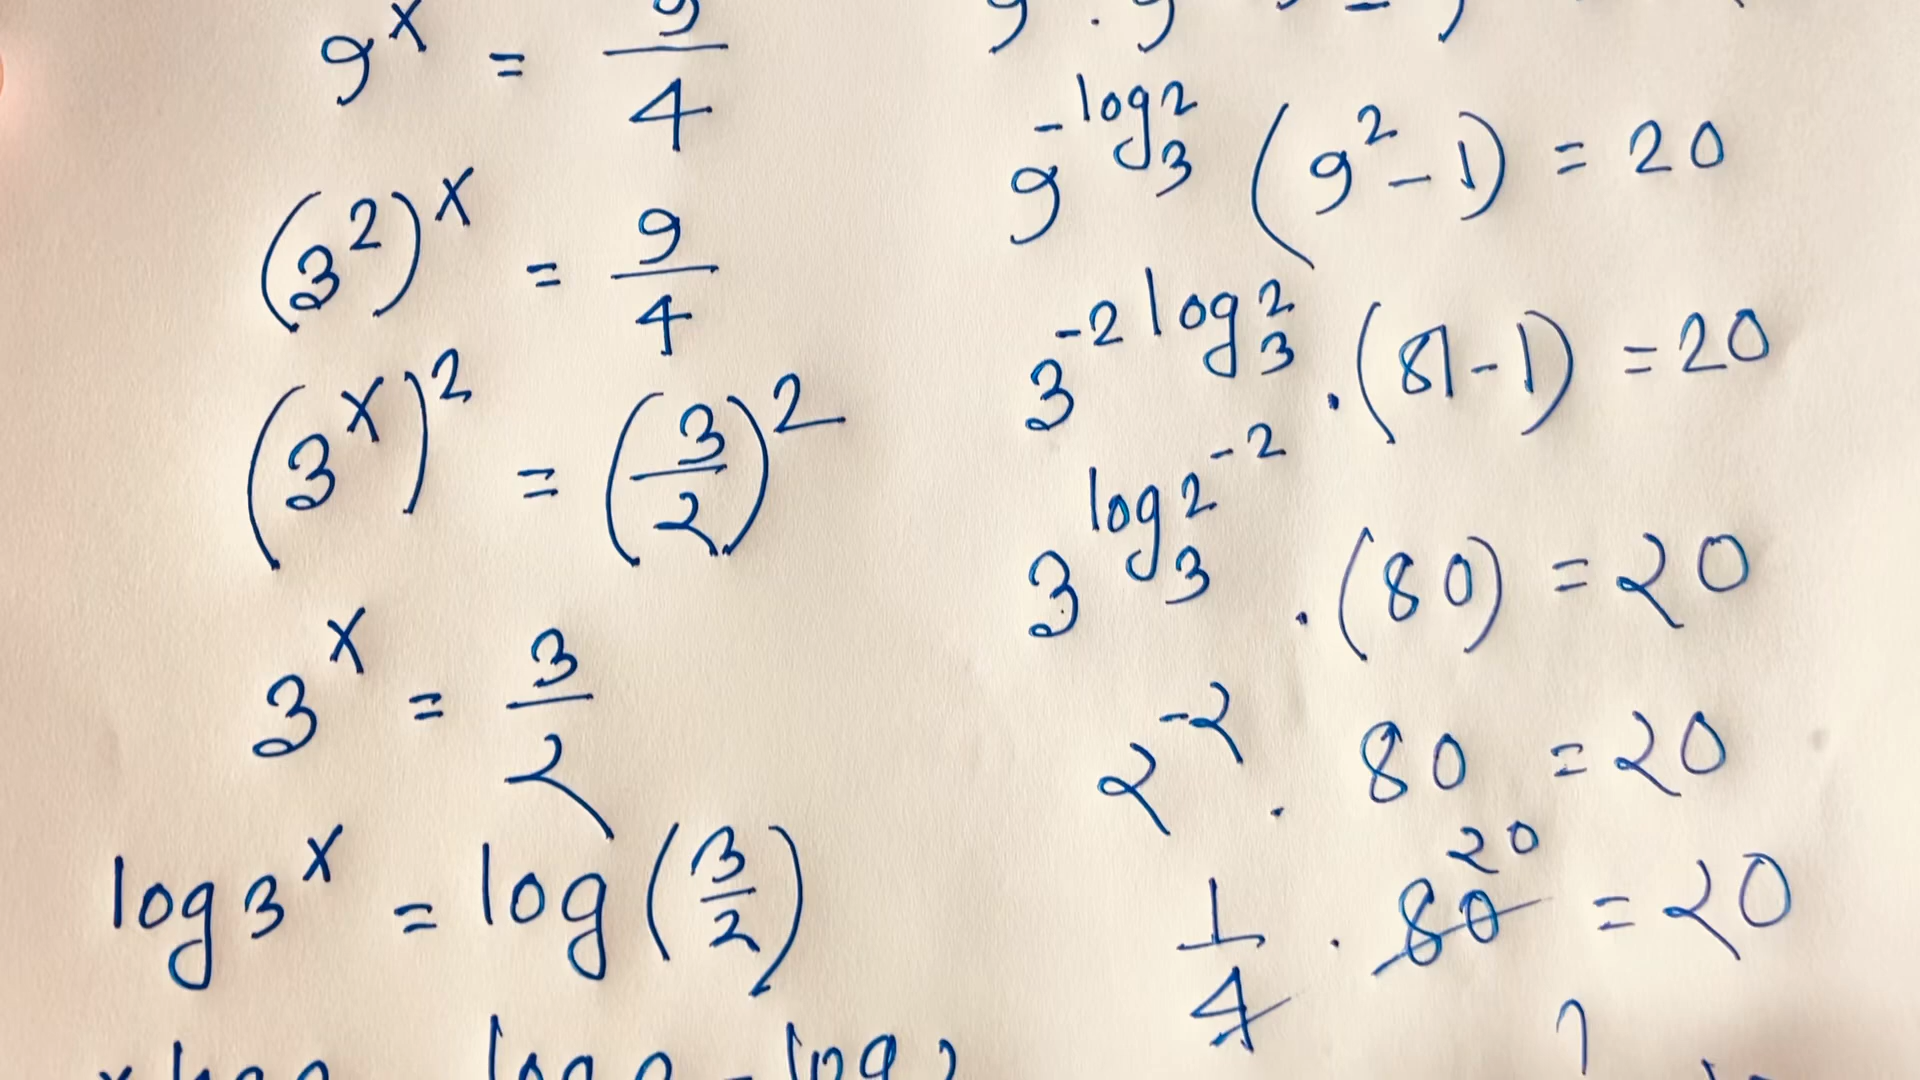 9^x = 9/4
(3^2)^x = 9/4
(3^x)^2 = (3/2)^2
3^x = 3/2
log 3^x = log (3/2)
9^(-log_3 2) (9^2 - 1) = 20
3^(-2 log_3 2) . (81 - 1) = 20
3^(log_3 2^-2) . (80) = 20
2^-2 . 80 = 20
1/4 . 80 20 = 20